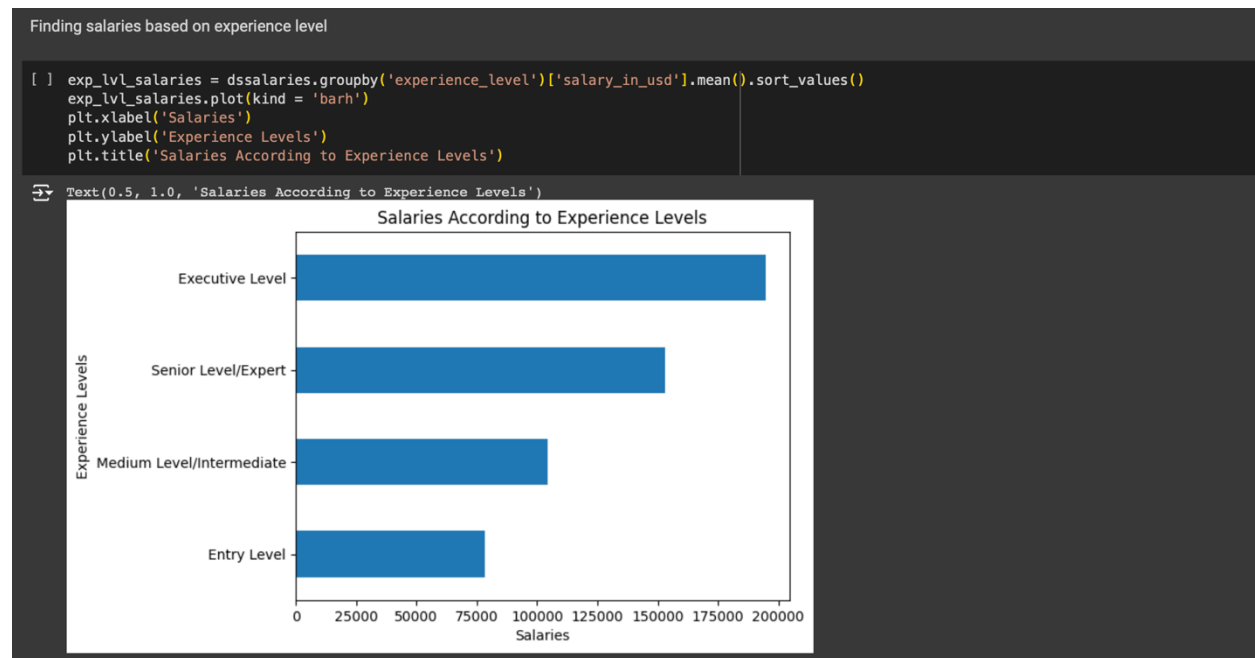 Finding salaries based on experience level
[ ] exp_lvl_salaries = dssalaries.groupby('experience_level')['salary_in_usd'].mean().sort_values()
exp_lvl_salaries.plot(kind = 'barh')
plt.xlabel('Salaries')
plt.ylabel('Experience Levels')
plt.title('Salaries According to Experience Levels')
Text(0.5, 1.0, 'Salaries According to Experience Levels')
Salaries According to Experience Levels
Experience Levels
Executive Level
Senior Level/Expert
Medium Level/Intermediate
Entry Level
0 25000 50000 75000 100000 125000 150000 175000 200000
Salaries